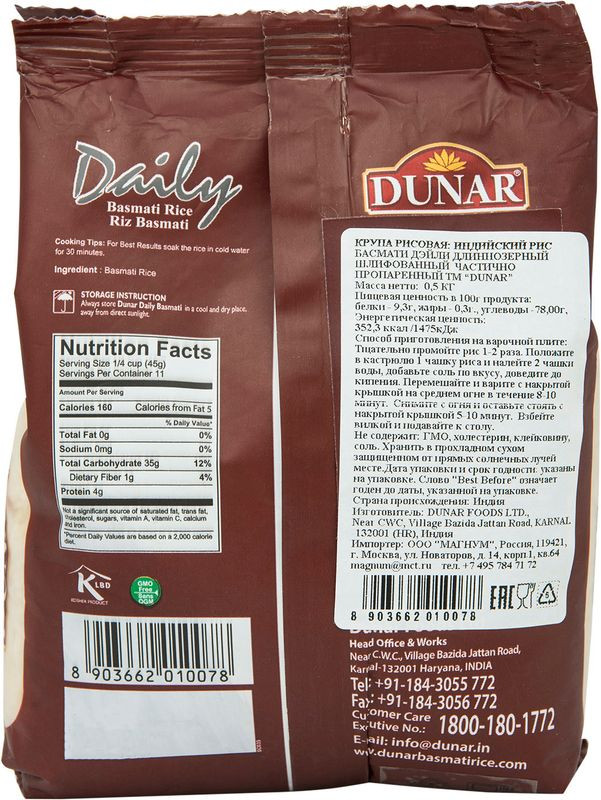 Daily
Basmati Rice
Riz Basmati
Cooking Tips: For Best Results soak the rice in cold water
for 30 minutes.
Ingredient : Basmati Rice
STORAGE INSTRUCTION
Always store Dunar Daily Basmati in a cool and dry place,
away from direct sunlight.
Nutrition Facts
Serving Size 1/4 cup (45g)
Servings Per Container 11
Amount Per Serving
Calories 160 Calories from Fat 5
% Daily Value*
Total Fat 0g 0%
Sodium 0mg 0%
Total Carbohydrate 35g 12%
Dietary Fiber 1g 4%
Protein 4g
Not a significant source of saturated fat, trans fat,
cholesterol, sugars, vitamin A, vitamin C, calcium
and iron.
*Percent Daily Values are based on a 2,000 calorie
diet.
K LBD
KOSHER PRODUCT
GMO
Free
Sans
OGM
8 903662 010078
DUNAR®
КРУПА РИСОВАЯ: ИНДИЙСКИЙ РИС
БАСМАТИ ДЭЙЛИ ДЛИННОЗЕРНЫЙ
ШЛИФОВАННЫЙ ЧАСТИЧНО
ПРОПАРЕННЫЙ ТМ "DUNAR"
Масса нетто: 0,5 КГ
Пищевая ценность в 100г продукта:
белки - 9,3г, жиры - 0,3г., углеводы - 78,00г,
Энергетическая ценность:
352,3 ккал /1475кДж
Способ приготовления на варочной плите:
Тщательно промойте рис 1-2 раза. Положите
в кастрюлю 1 чашку риса и налейте 2 чашки
воды, добавьте соль по вкусу, доведите до
кипения. Перемешайте и варите с накрытой
крышкой на среднем огне в течение 8-10
минут. Снимите с огня и оставьте стоять с
накрытой крышкой 5-10 минут. Взбейте
вилкой и подавайте к столу.
Не содержит: ГМО, холестерин, клейковину,
соль. Хранить в прохладном сухом
защищенном от прямых солнечных лучей
месте.Дата упаковки и срок годности: указаны
на упаковке. Слово "Best Before" означает
годен до даты, указанной на упаковке.
Страна происхождения: Индия
Изготовитель: DUNAR FOODS LTD.,
Near CWC, Village Bazida Jattan Road, KARNAL
132001 (HR), Индия
Импортер: ООО "МАГНУМ", Россия, 119421,
г. Москва, ул. Новаторов, д. 14, корп.1, кв.64
magnum@mct.ru тел. +7 495 784 71 72
8 903662 010078
EAC
5
Head Office & Works
Near C.W.C., Village Bazida Jattan Road,
Karnal-132001 Haryana, INDIA
Tel: +91-184-3055 772
Fax: +91-184-3056 772
Customer Care
Executive No.: 1800-180-1772
E-mail: info@dunar.in
www.dunarbasmatirice.com